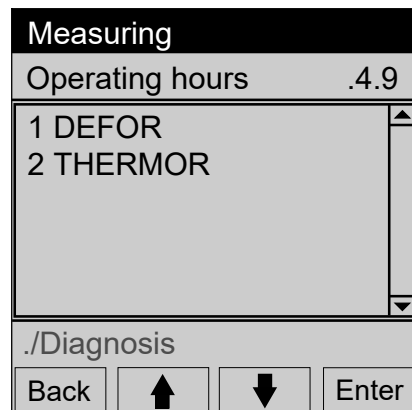 Measuring
Operating hours .4.9
1 DEFOR
2 THERMOR
./Diagnosis
Back Enter